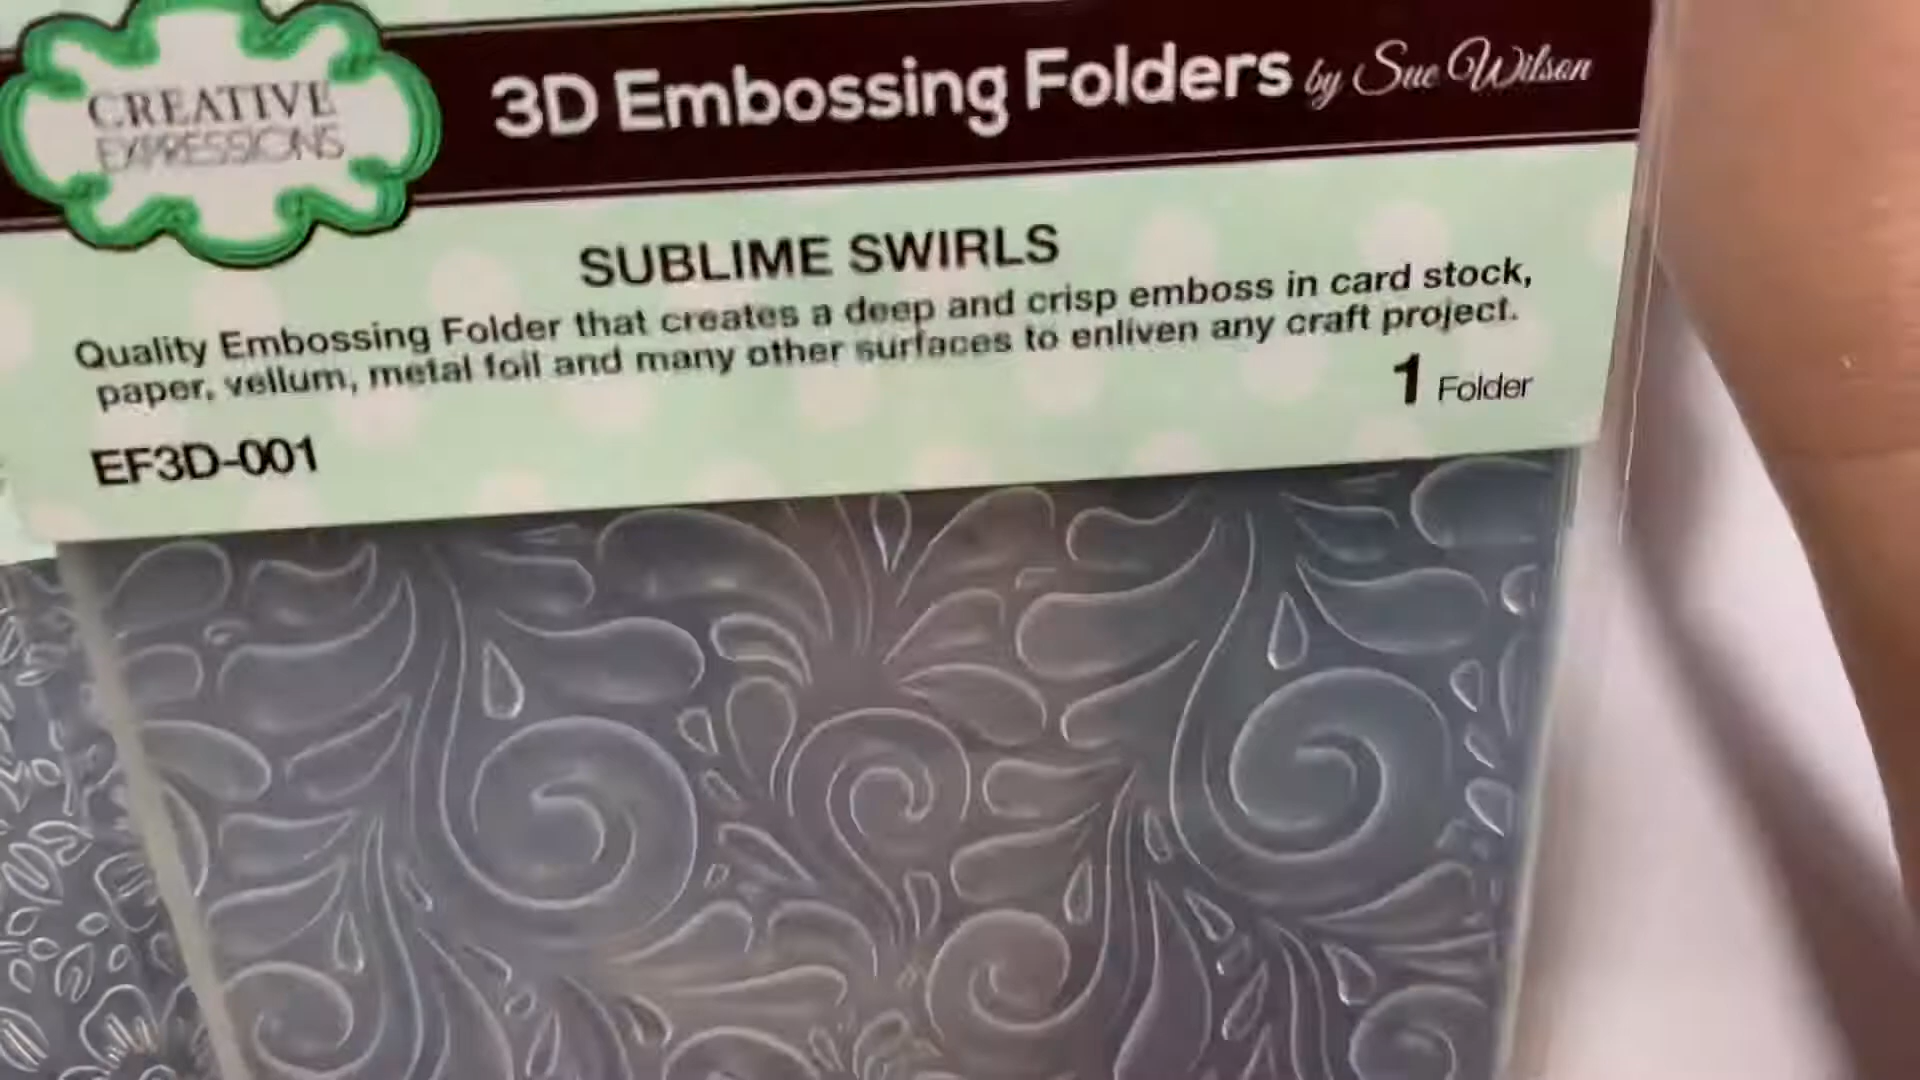 CREATIVE
EXPRESSIONS
3D Embossing Folders by Sue Wilson
SUBLIME SWIRLS
Quality Embossing Folder that creates a deep and crisp emboss in card stock,
paper, vellum, metal foil and many other surfaces to enliven any craft project.
1 Folder
EF3D-001